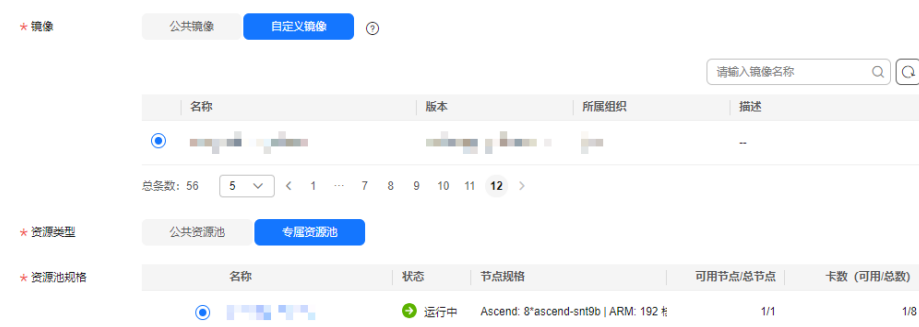 * 镜像 公共镜像 自定义镜像 ?
请输入镜像名称
名称 版本 所属组织 描述
--
总条数: 56 5 < 1 ... 7 8 9 10 11 12 >
* 资源类型 公共资源池 专属资源池
* 资源池规格 名称 状态 节点规格 可用节点/总节点 卡数 (可用/总数)
运行中 Ascend: 8*ascend-snt9b | ARM: 192 1/1 1/8